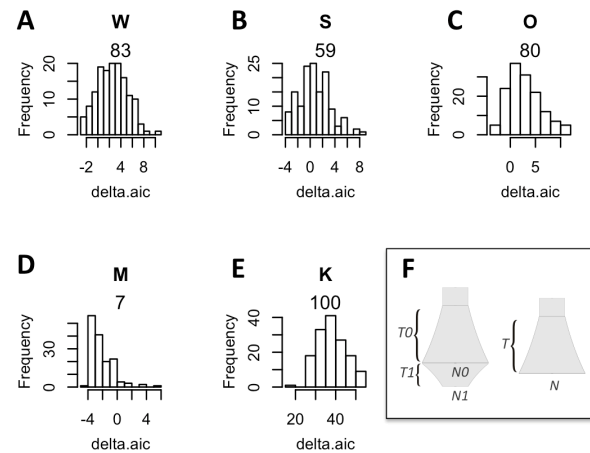 A
W
83
Frequency
0 10 20
-2 4 8
delta.aic
B
S
59
Frequency
0 10 25
-4 0 4 8
delta.aic
C
O
80
Frequency
0 20
0 5
delta.aic
D
M
7
Frequency
0 30
-4 0 4
delta.aic
E
K
100
Frequency
0 20 40
20 40
delta.aic
F
T0
T1
N0
N1
T
N